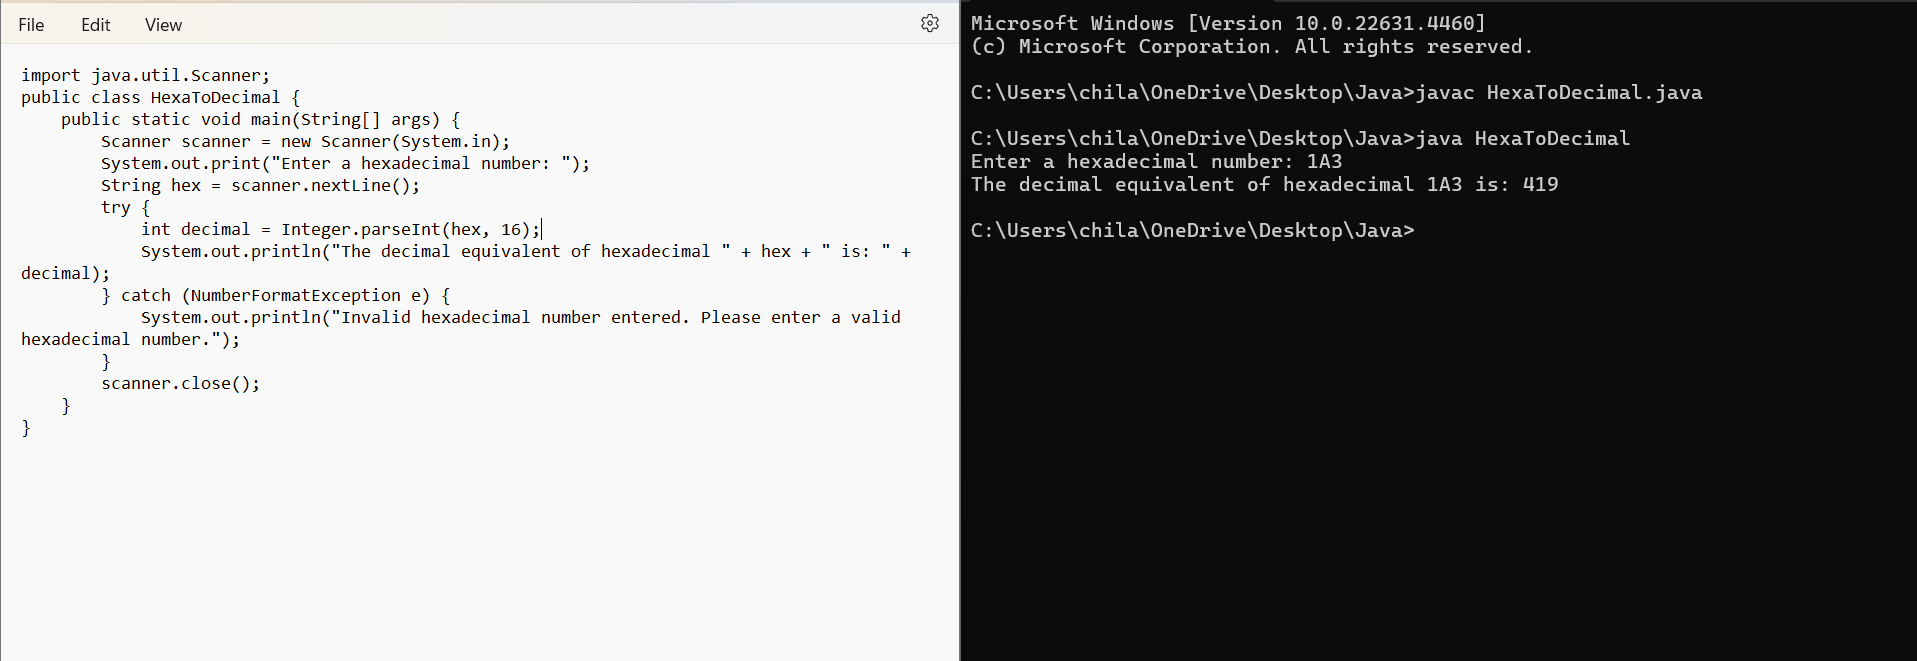 File Edit View
import java.util.Scanner;
public class HexaToDecimal {
    public static void main(String[] args) {
        Scanner scanner = new Scanner(System.in);
        System.out.print("Enter a hexadecimal number: ");
        String hex = scanner.nextLine();
        try {
            int decimal = Integer.parseInt(hex, 16);
            System.out.println("The decimal equivalent of hexadecimal " + hex + " is: " +
decimal);
        } catch (NumberFormatException e) {
            System.out.println("Invalid hexadecimal number entered. Please enter a valid
hexadecimal number.");
        }
        scanner.close();
    }
}
Microsoft Windows [Version 10.0.22631.4460]
(c) Microsoft Corporation. All rights reserved.
C:\Users\chila\OneDrive\Desktop\Java>javac HexaToDecimal.java
C:\Users\chila\OneDrive\Desktop\Java>java HexaToDecimal
Enter a hexadecimal number: 1A3
The decimal equivalent of hexadecimal 1A3 is: 419
C:\Users\chila\OneDrive\Desktop\Java>